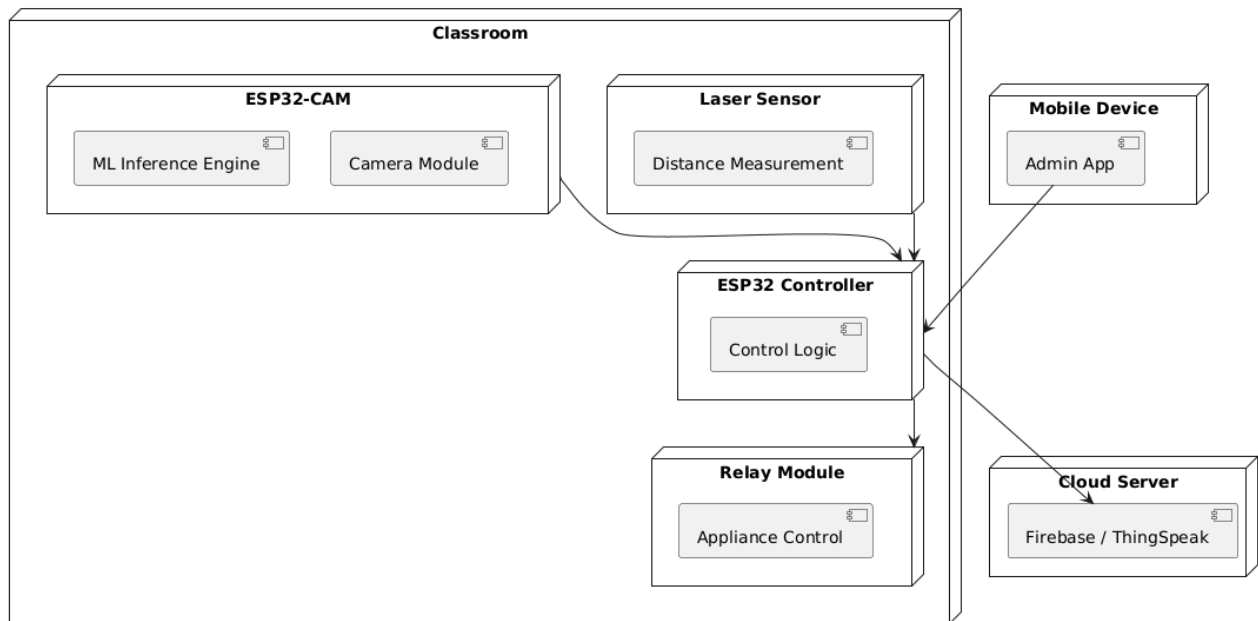 Classroom
ESP32-CAM
ML Inference Engine
Camera Module
Laser Sensor
Distance Measurement
Mobile Device
Admin App
ESP32 Controller
Control Logic
Relay Module
Appliance Control
Cloud Server
Firebase / ThingSpeak